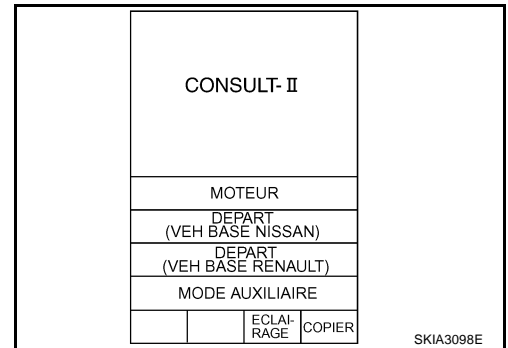 CONSULT-II
MOTEUR
DEPART
(VEH BASE NISSAN)
DEPART
(VEH BASE RENAULT)
MODE AUXILIAIRE
ECLAI-
RAGE
COPIER
SKIA3098E